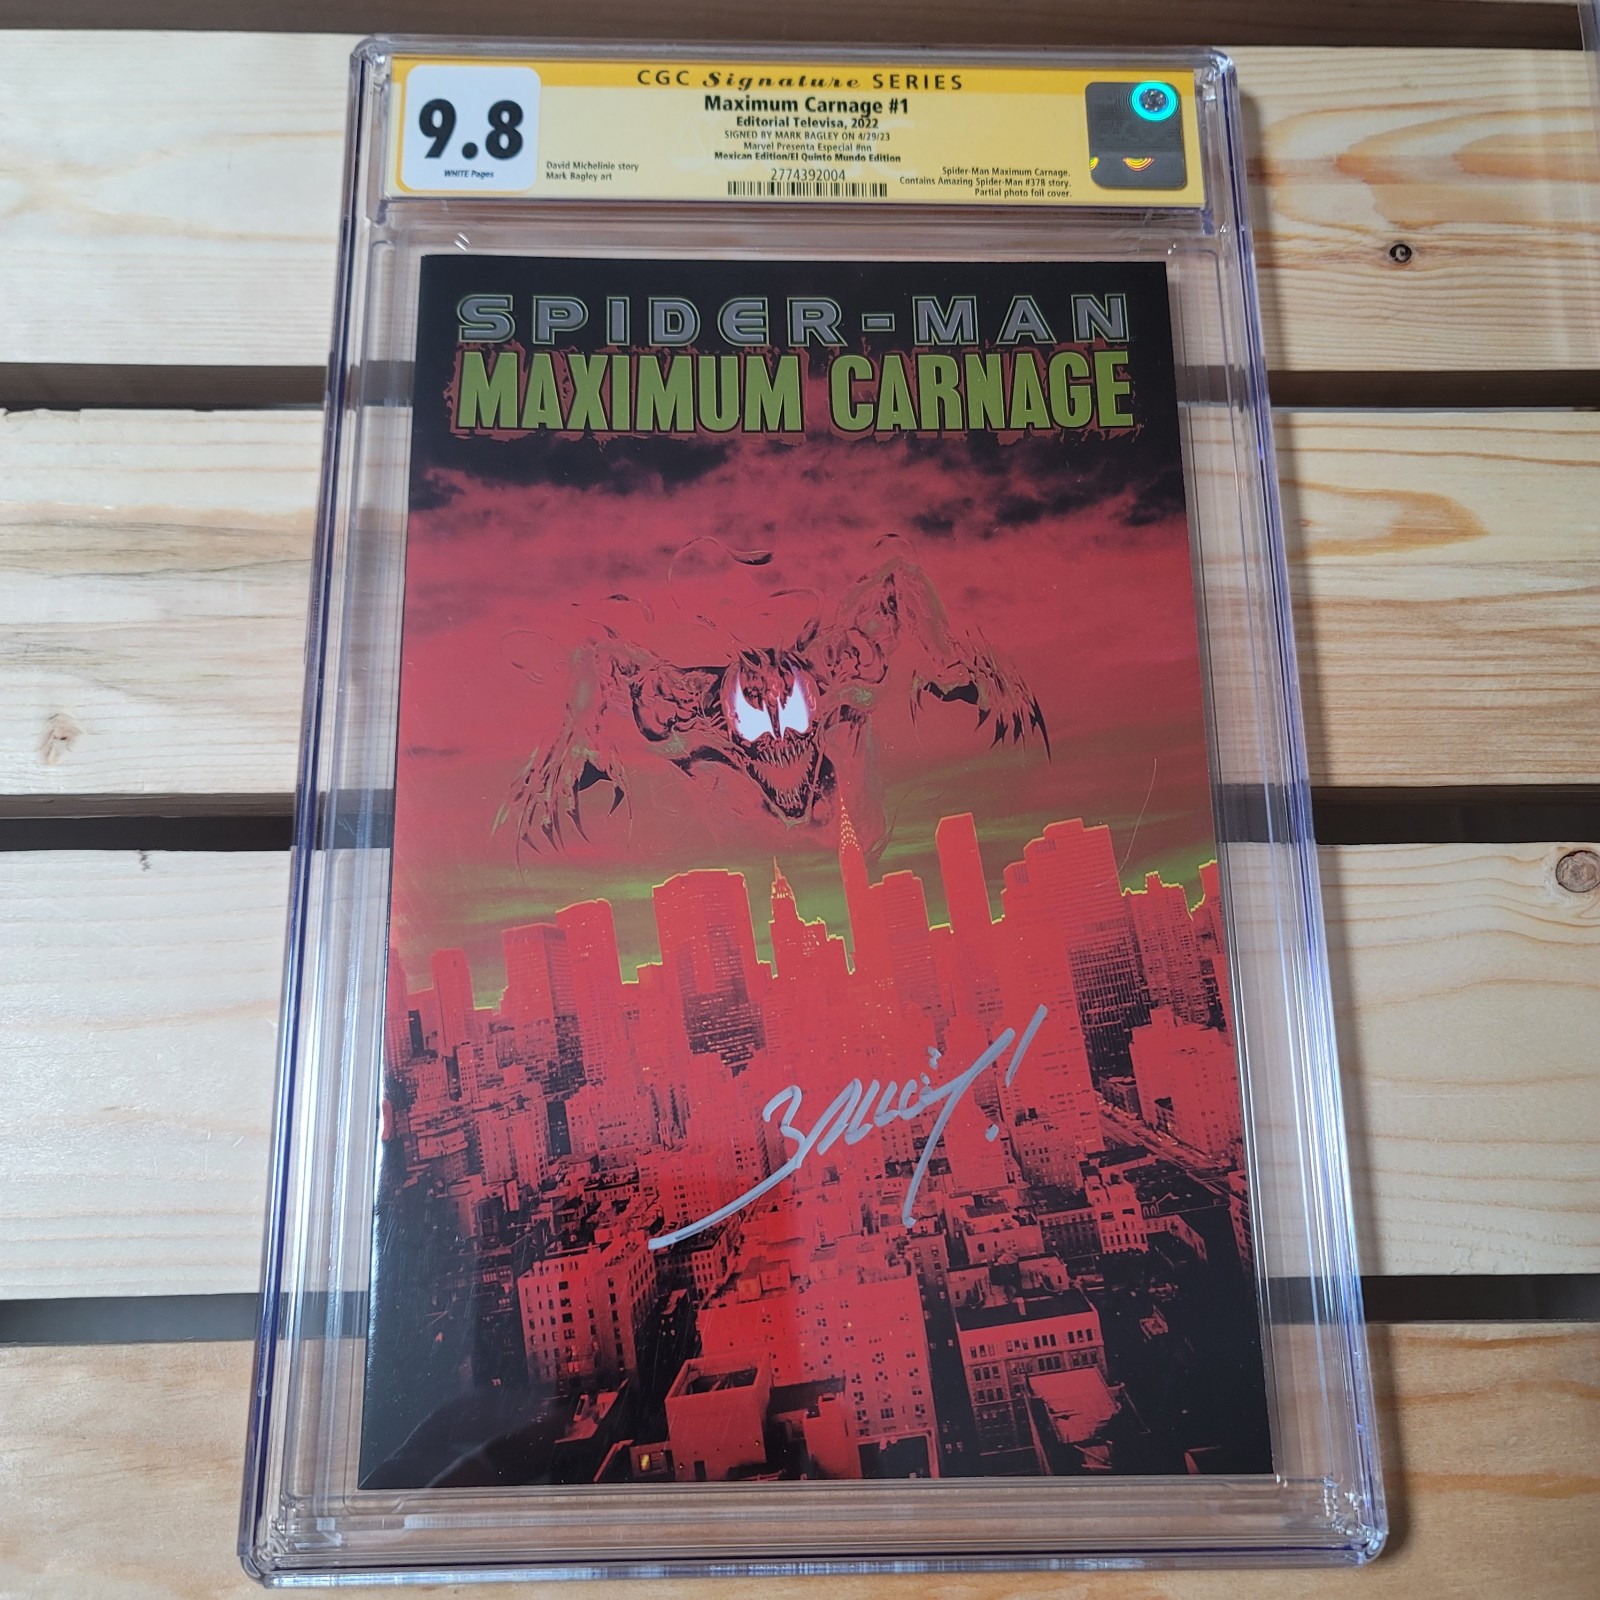 CGC Signature SERIES
9.8
WHITE Pages
Maximum Carnage #1
Editorial Televisa, 2022
SIGNED BY MARK BAGLEY ON 4/29/23
Marvel Presenta Especial #nn
Mexican Edition/El Quinto Mundo Edition
2774392004
David Michelinie story
Mark Bagley art
Spider-Man Maximum Carnage.
Contains Amazing Spider-Man #378 story.
Partial photo foil cover.
SPIDER-MAN
MAXIMUM CARNAGE
BAGLEY!